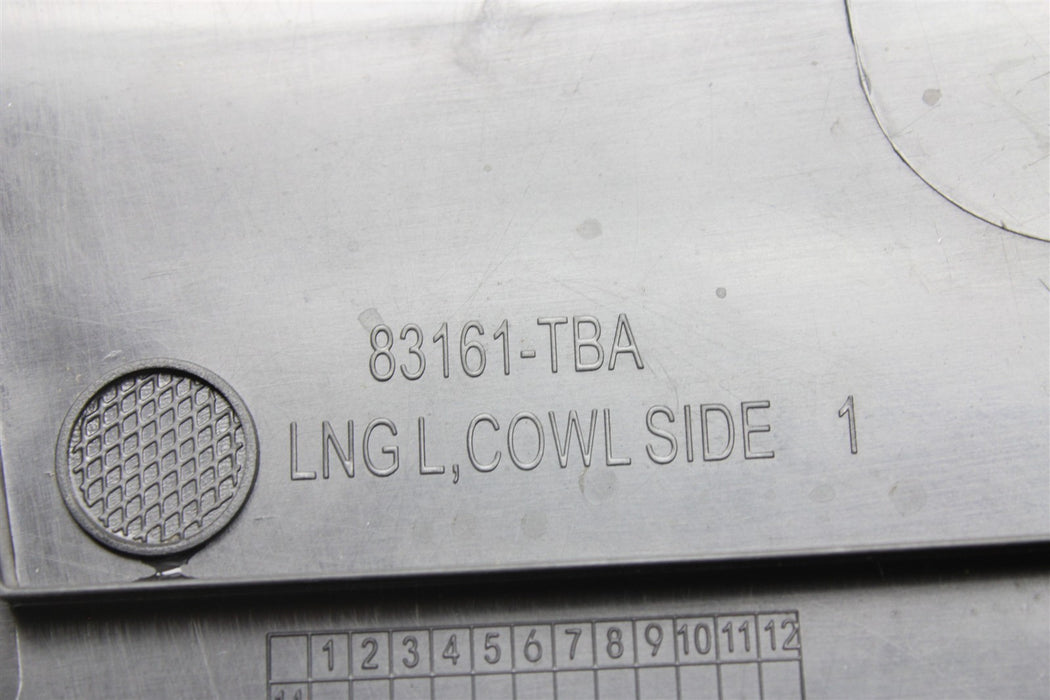 83161-TBA
LNG L, COWL SIDE 1
1 2 3 4 5 6 7 8 9 10 11 12